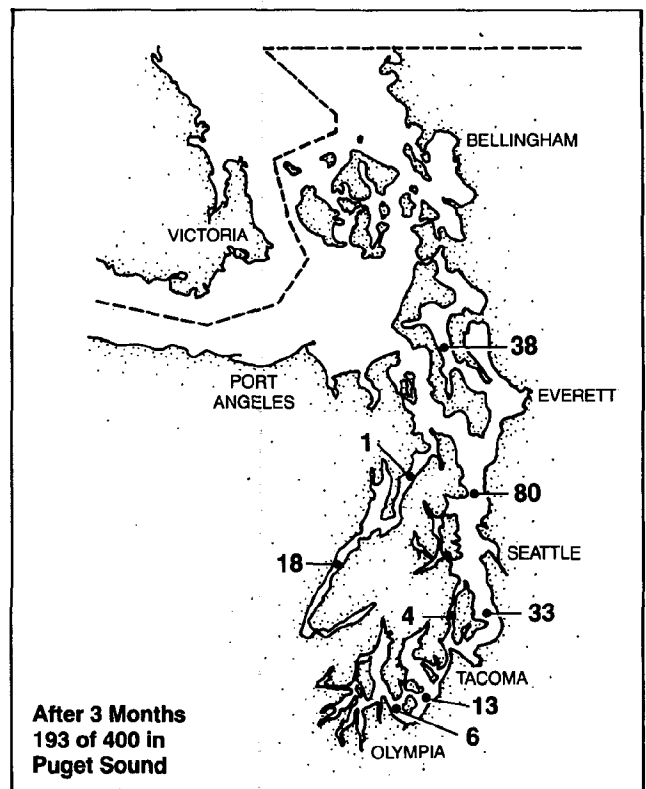 BELLINGHAM
VICTORIA
38
PORT
ANGELES
EVERETT
1
80
SEATTLE
18
4
33
TACOMA
13
6
OLYMPIA
After 3 Months
193 of 400 in
Puget Sound